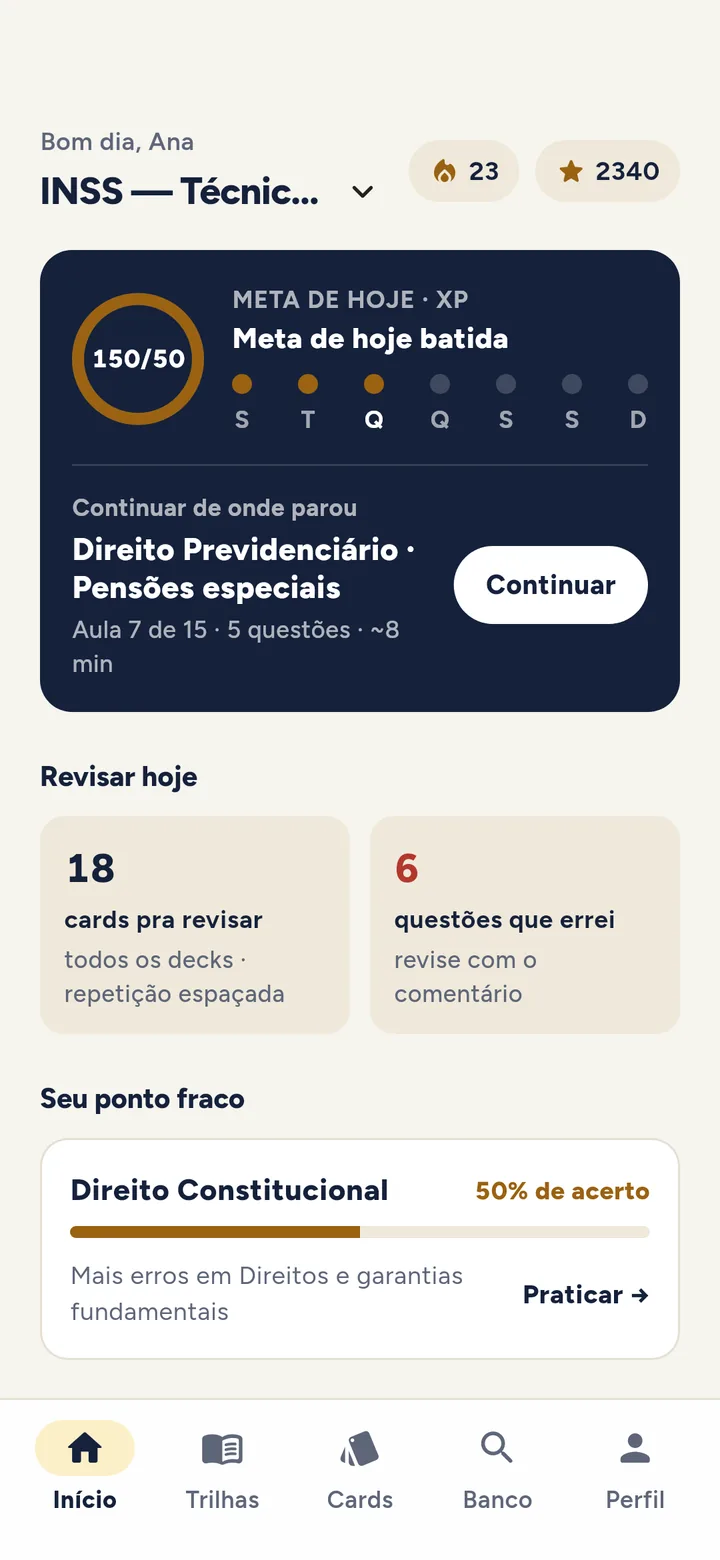 Bom dia, Ana
INSS — Técnic...
23
2340
150/50
META DE HOJE · XP
Meta de hoje batida
S T Q Q S S D
Continuar de onde parou
Direito Previdenciário ·
Pensões especiais
Aula 7 de 15 · 5 questões · ~8
min
Continuar
Revisar hoje
18
cards pra revisar
todos os decks ·
repetição espaçada
6
questões que errei
revise com o
comentário
Seu ponto fraco
Direito Constitucional
50% de acerto
Mais erros em Direitos e garantias
fundamentais
Praticar →
Início
Trilhas
Cards
Banco
Perfil